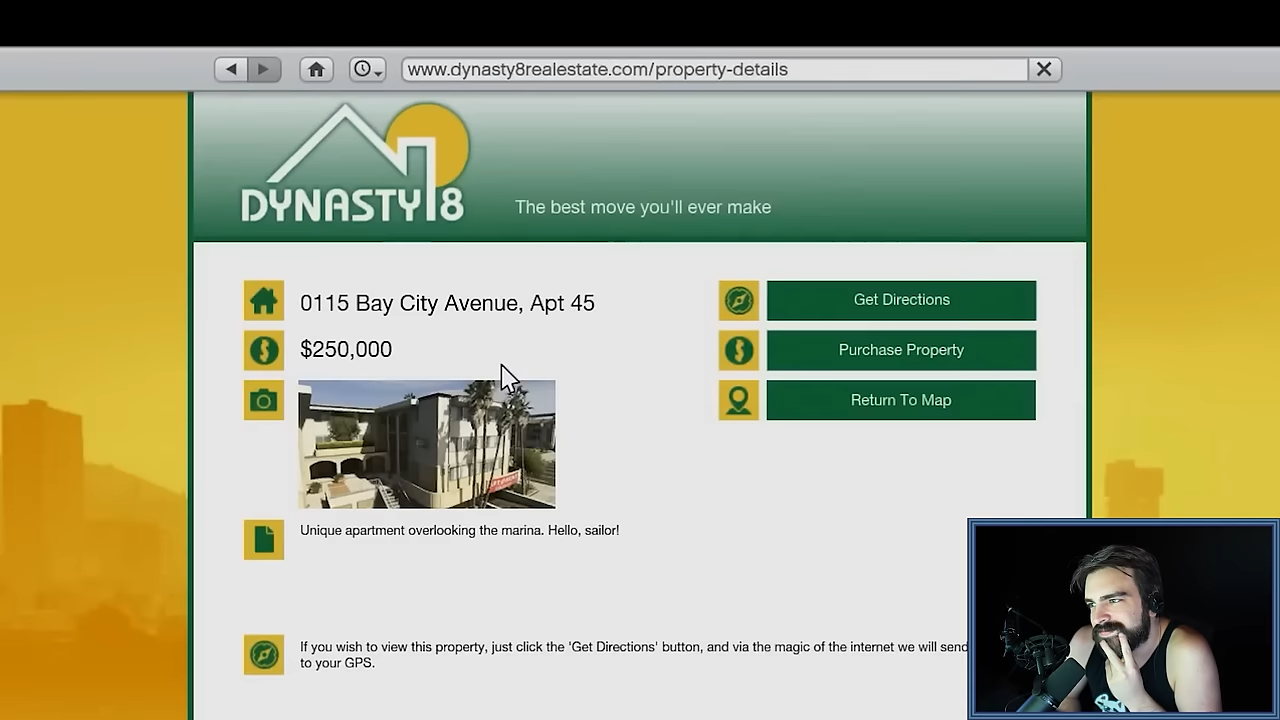 www.dynasty8realestate.com/property-details
DYNASTY 8
The best move you'll ever make
0115 Bay City Avenue, Apt 45
Get Directions
$250,000
Purchase Property
Return To Map
Unique apartment overlooking the marina. Hello, sailor!
If you wish to view this property, just click the 'Get Directions' button, and via the magic of the internet we will send
to your GPS.